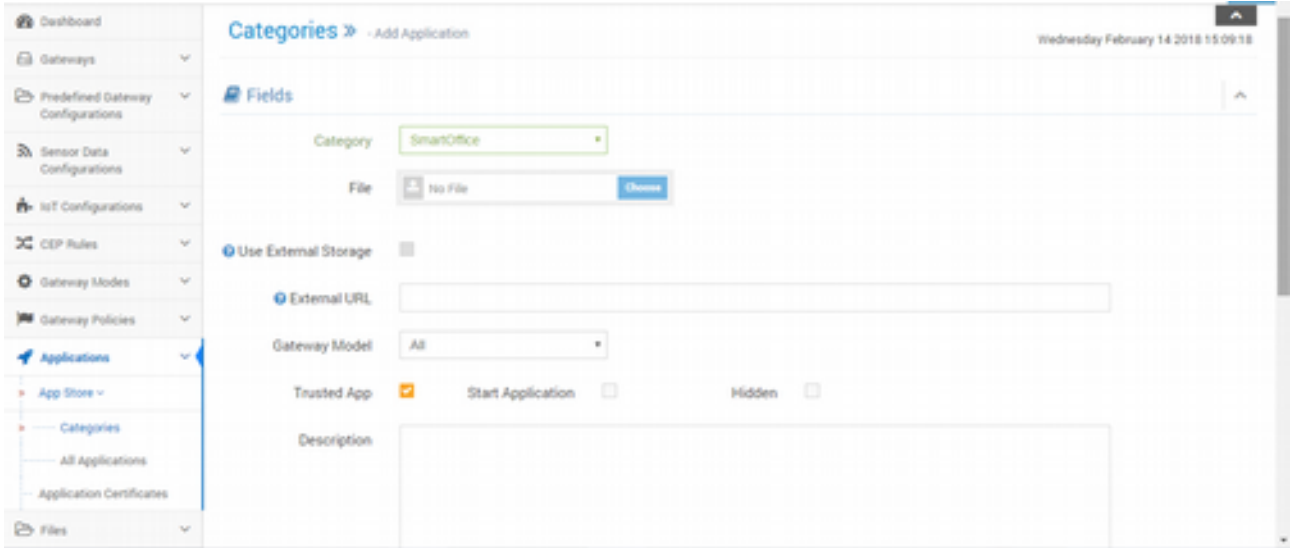 Dashboard
Gateways
Predefined Gateway
Configurations
Sensor Data
Configurations
IoT Configurations
CEP Rules
Gateway Modes
Gateway Policies
Applications
App Store
Categories
All Applications
Application Certificates
Files
Categories » - Add Application
Wednesday February 14 2018 15:09:18
Fields
Category SmartOffice
File No File Choose
Use External Storage
External URL
Gateway Model All
Trusted App Start Application Hidden
Description